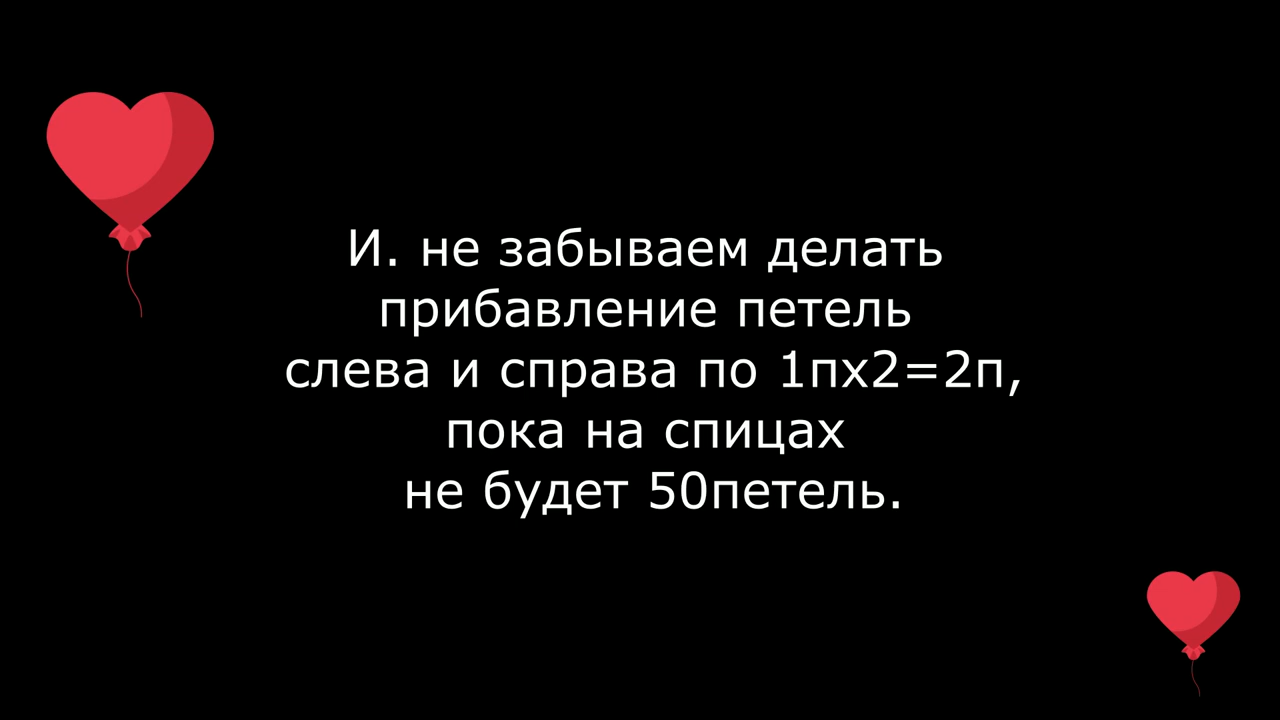 И. не забываем делать
прибавление петель
слева и справа по 1пх2=2п,
пока на спицах
не будет 50петель.